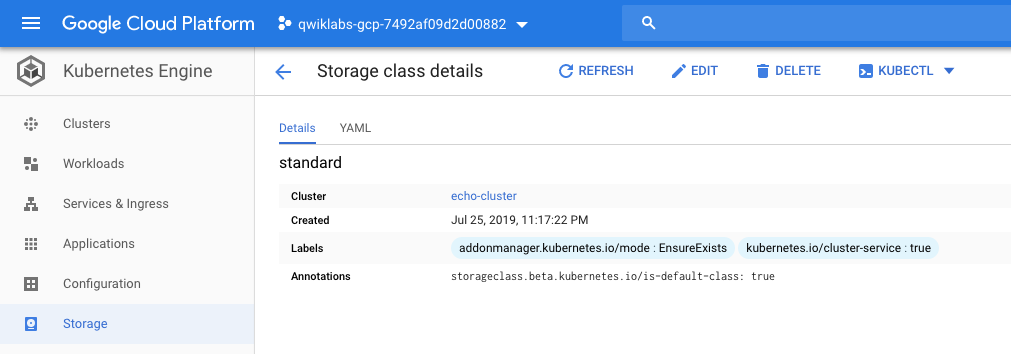 Google Cloud Platform qwiklabs-gcp-7492af09d2d00882
Kubernetes Engine
Storage class details REFRESH EDIT DELETE KUBECTL
Clusters
Workloads
Services & Ingress
Applications
Configuration
Storage
Details YAML
standard
Cluster echo-cluster
Created Jul 25, 2019, 11:17:22 PM
Labels addonmanager.kubernetes.io/mode : EnsureExists kubernetes.io/cluster-service : true
Annotations storageclass.beta.kubernetes.io/is-default-class: true